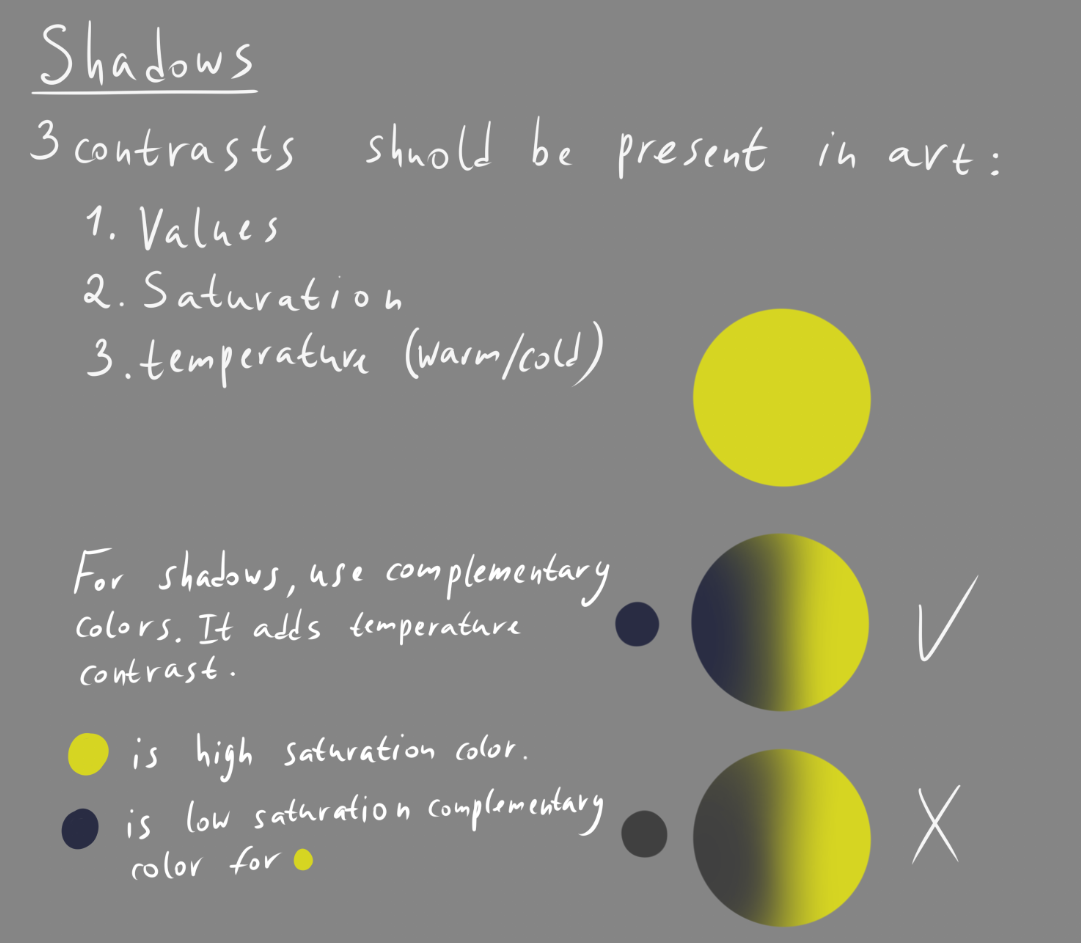 Shadows
3 contrasts shuold be present in art:
1. Values
2. Saturation
3. temperature (warm/cold)
For shadows, use complementary
colors. It adds temperature
contrast.
is high saturation color.
is low saturation complementary
color for